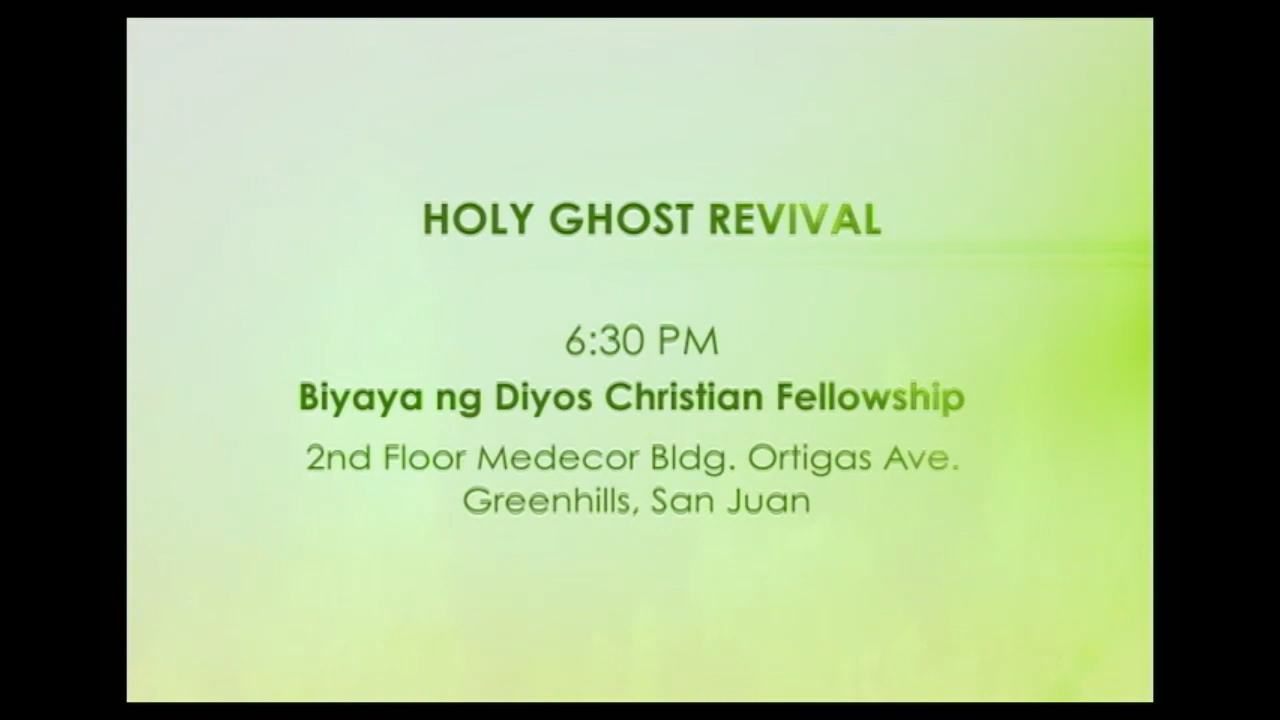 HOLY GHOST REVIVAL
6:30 PM
Biyaya ng Diyos Christian Fellowship
2nd Floor Medecor Bldg. Ortigas Ave.
Greenhills, San Juan